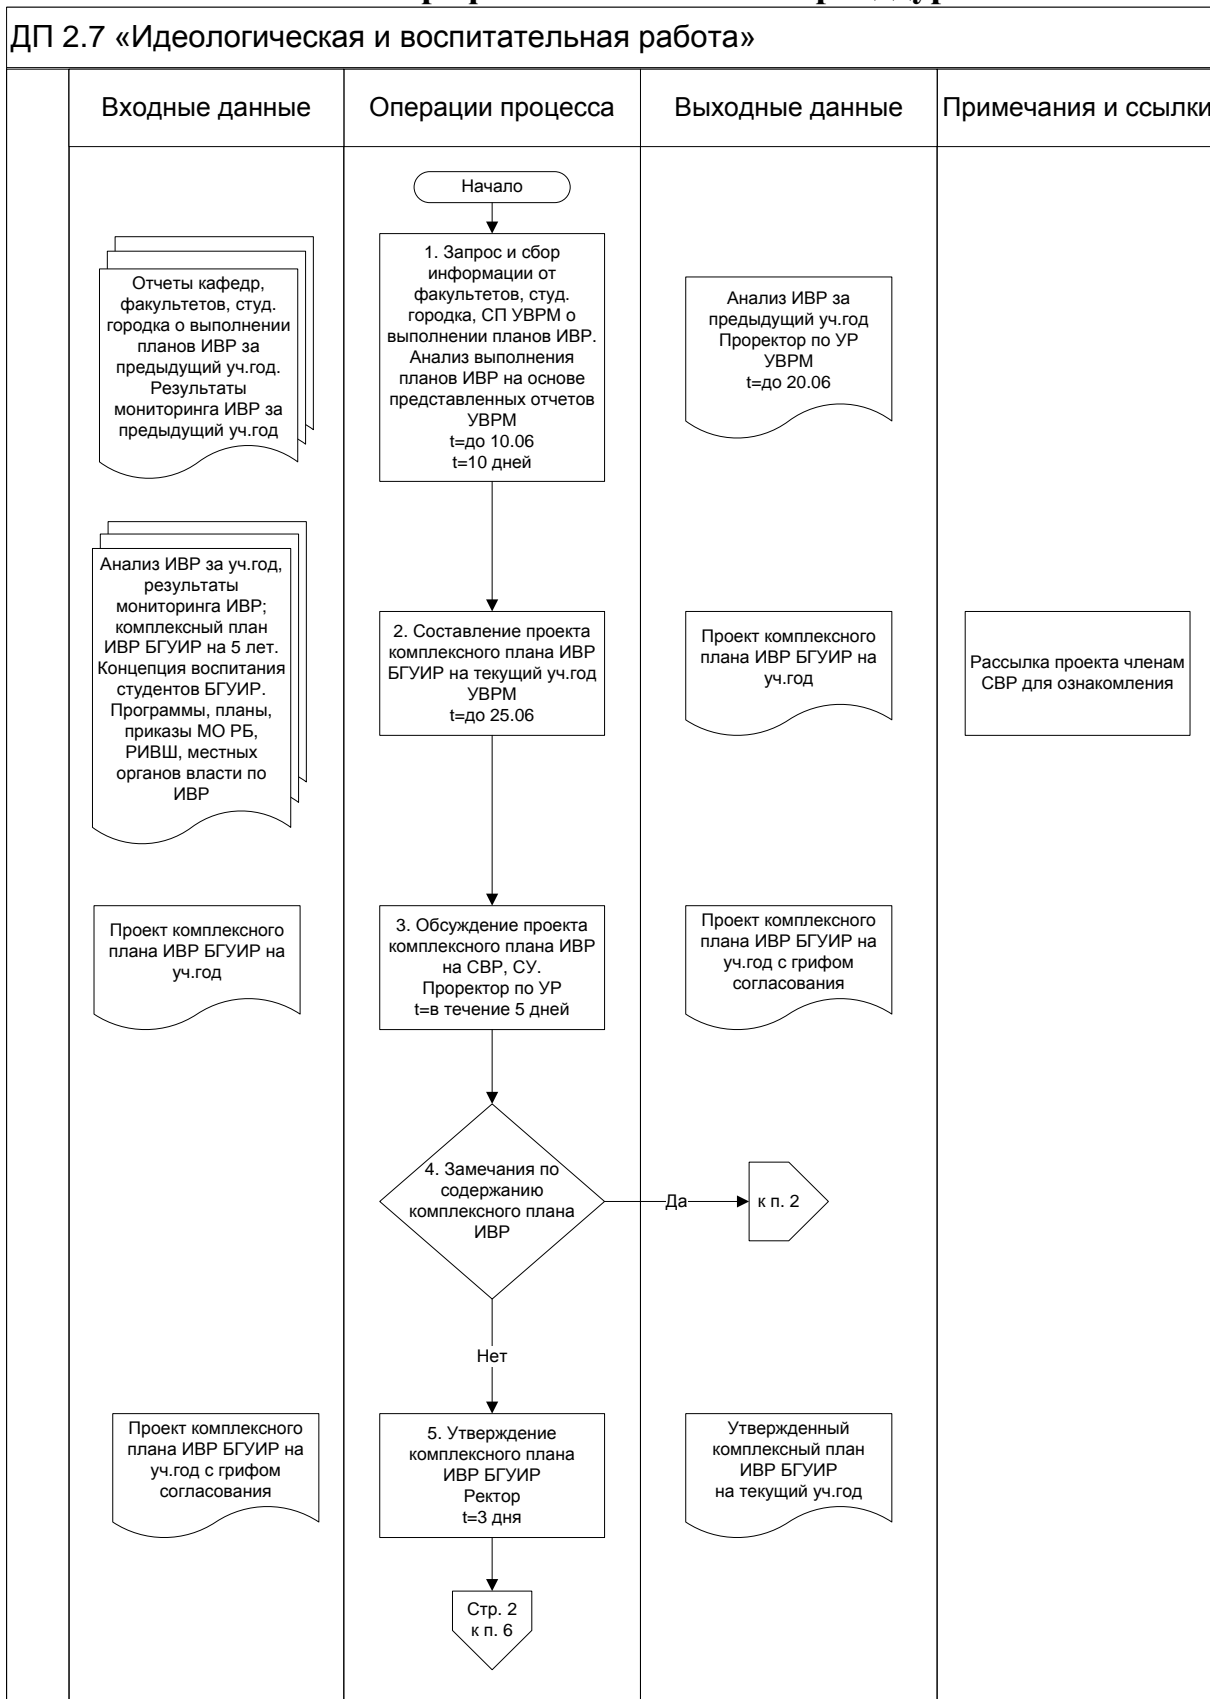 ДП 2.7 «Идеологическая и воспитательная работа»
Входные данные
Операции процесса
Выходные данные
Примечания и ссылки
Начало
Отчеты кафедр,
факультетов, студ.
городка о выполнении
планов ИВР за
предыдущий уч.год.
Результаты
мониторинга ИВР за
предыдущий уч.год
1. Запрос и сбор
информации от
факультетов, студ.
городка, СП УВРМ о
выполнении планов ИВР.
Анализ выполнения
планов ИВР на основе
представленных отчетов
УВРМ
t=до 10.06
t=10 дней
Анализ ИВР за
предыдущий уч.год
Проректор по УР
УВРМ
t=до 20.06
Анализ ИВР за уч.год,
результаты
мониторинга ИВР;
комплексный план
ИВР БГУИР на 5 лет.
Концепция воспитания
студентов БГУИР.
Программы, планы,
приказы МО РБ,
РИВШ, местных
органов власти по
ИВР
2. Составление проекта
комплексного плана ИВР
БГУИР на текущий уч.год
УВРМ
t=до 25.06
Проект комплексного
плана ИВР БГУИР на
уч.год
Рассылка проекта членам
СВР для ознакомления
Проект комплексного
плана ИВР БГУИР на
уч.год
3. Обсуждение проекта
комплексного плана ИВР
на СВР, СУ.
Проректор по УР
t=в течение 5 дней
Проект комплексного
плана ИВР БГУИР на
уч.год с грифом
согласования
4. Замечания по
содержанию
комплексного плана
ИВР
Да
к п. 2
Нет
Проект комплексного
плана ИВР БГУИР на
уч.год с грифом
согласования
5. Утверждение
комплексного плана
ИВР БГУИР
Ректор
t=3 дня
Утвержденный
комплексный план
ИВР БГУИР
на текущий уч.год
Стр. 2
к п. 6